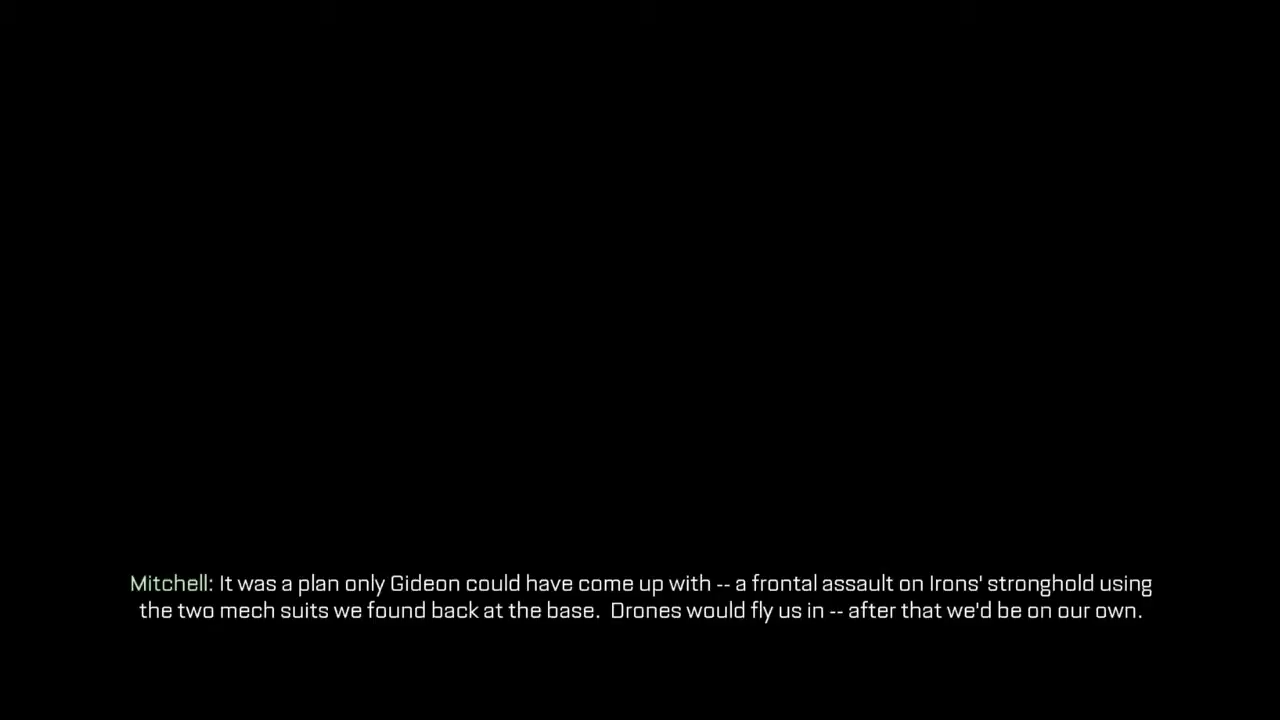 Mitchell: It was a plan only Gideon could have come up with -- a frontal assault on Irons' stronghold using
the two mech suits we found back at the base.  Drones would fly us in -- after that we'd be on our own.